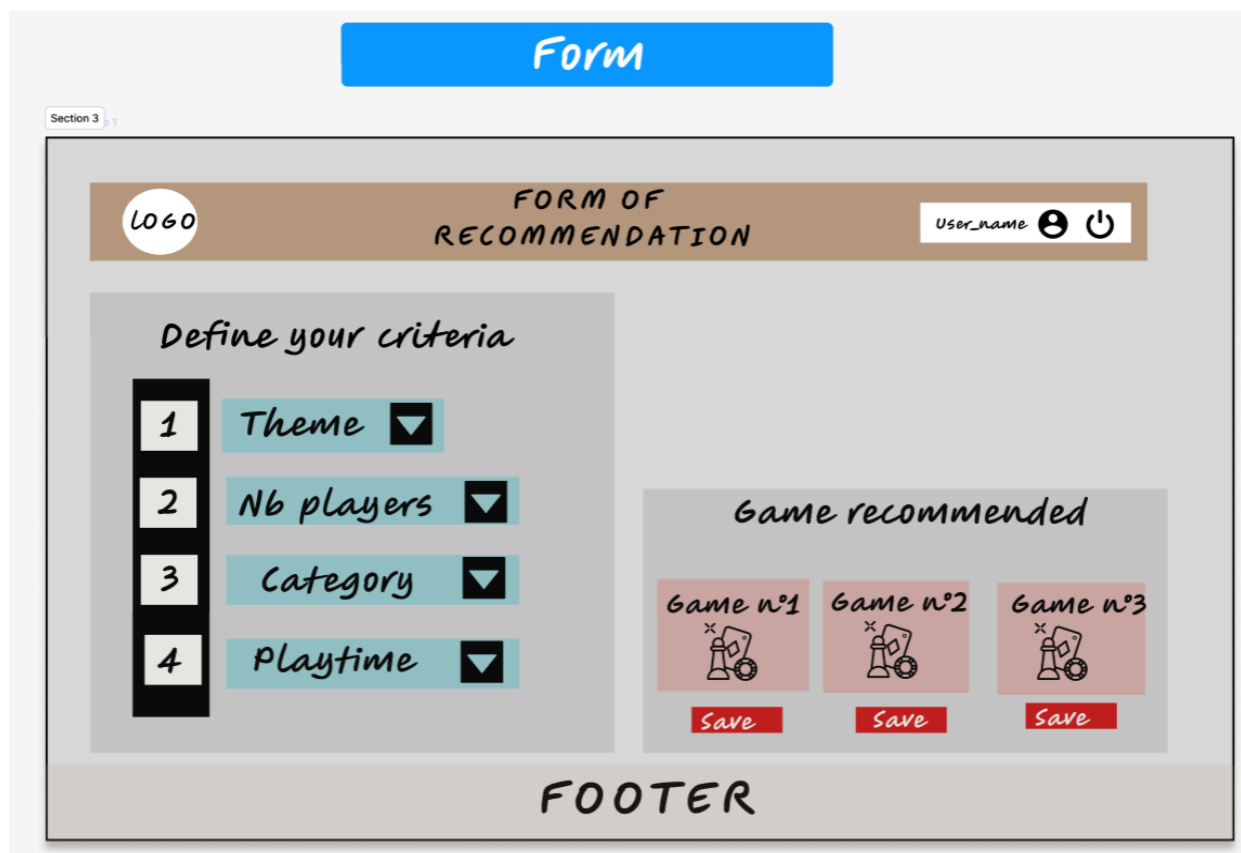 Form
Section 3
1
LOGO
FORM OF
RECOMMENDATION
User_name
Define your criteria
1
Theme
2
Nb players
3
Category
4
Playtime
Game recommended
Game n°1
Game n°2
Game n°3
Save
Save
Save
FOOTER